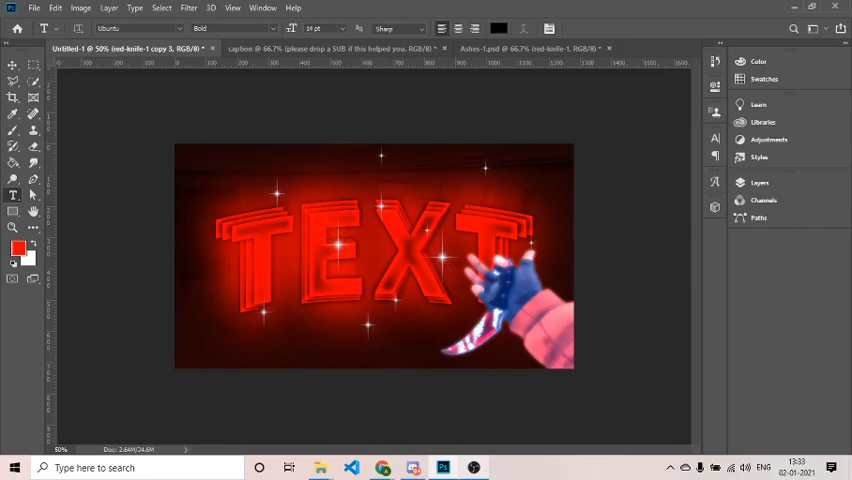 Ps File Edit Image Layer Type Select Filter 3D View Window Help
T Ubuntu Bold 14 pt Sharp
Untitled-1 @ 50% (red-knife-1 copy 3, RGB/8) * caption @ 66.7% (please drop a SUB if this helped you, RGB/8) * Ashes-1.psd @ 66.7% (red-knife-1, RGB/8) *
Color
Swatches
Learn
Libraries
Adjustments
Styles
Layers
Channels
Paths
TEXT
50% Doc: 2.64M/24.6M
Type here to search
Ps
ENG
13:33
02-01-2021